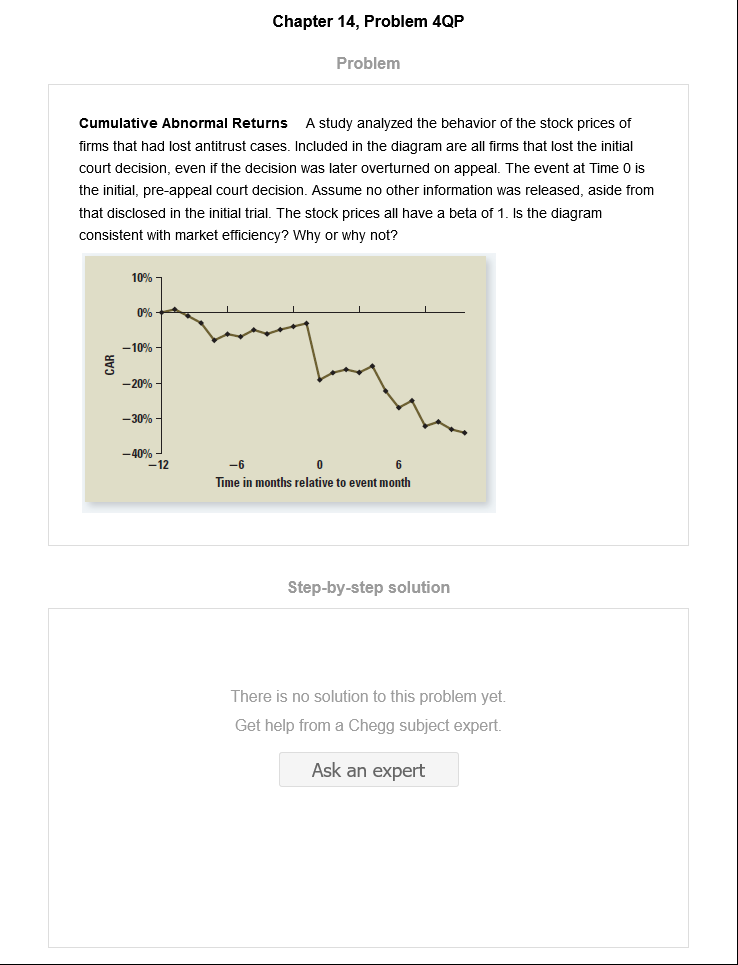 Chapter 14, Problem 4QP
Problem
Cumulative Abnormal Returns A study analyzed the behavior of the stock prices of
firms that had lost antitrust cases. Included in the diagram are all firms that lost the initial
court decision, even if the decision was later overturned on appeal. The event at Time 0 is
the initial, pre-appeal court decision. Assume no other information was released, aside from
that disclosed in the initial trial. The stock prices all have a beta of 1. Is the diagram
consistent with market efficiency? Why or why not?
10%
0%
−10%
CAR
−20%
−30%
−40%
−12 −6 0 6
Time in months relative to event month
Step-by-step solution
There is no solution to this problem yet.
Get help from a Chegg subject expert.
Ask an expert